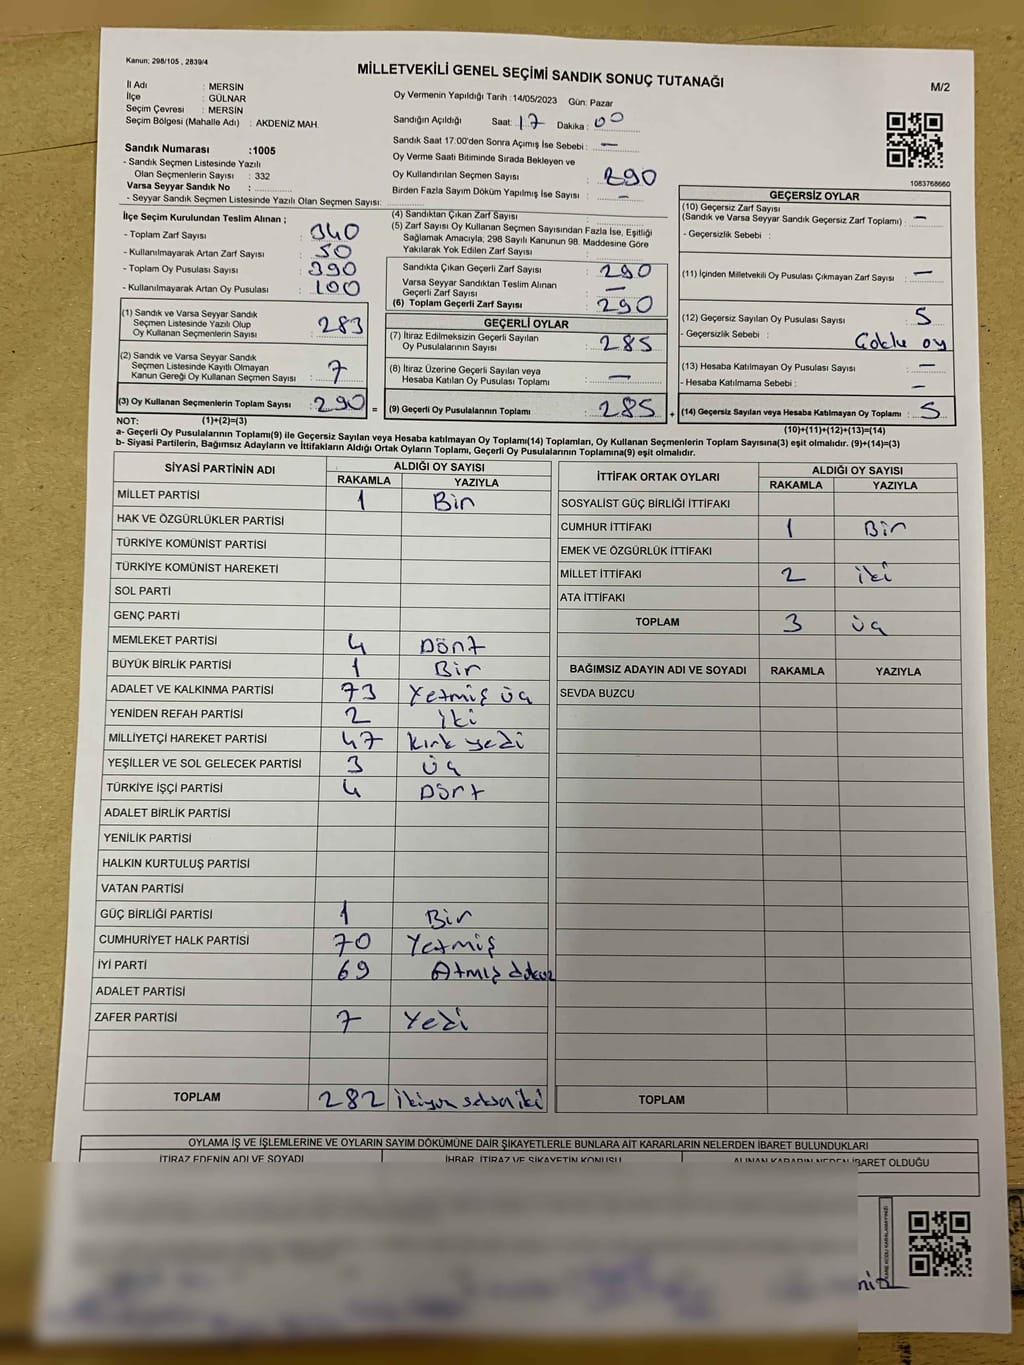 Kanun; 298/105 , 2839/4
MİLLETVEKİLİ GENEL SEÇİMİ SANDIK SONUÇ TUTANAĞI
M/2
İl Adı : MERSİN
İlçe : GÜLNAR
Seçim Çevresi : MERSİN
Seçim Bölgesi (Mahalle Adı) : AKDENİZ MAH.
Sandık Numarası :1005
- Sandık Seçmen Listesinde Yazılı
Olan Seçmenlerin Sayısı : 332
Varsa Seyyar Sandık No :
- Seyyar Sandık Seçmen Listesinde Yazılı Olan Seçmen Sayısı:
Oy Vermenin Yapıldığı Tarih :14/05/2023 Gün: Pazar
Sandığın Açıldığı Saat: 17 Dakika: 00
Sandık Saat 17:00'den Sonra Açımış İse Sebebi : —
Oy Verme Saati Bitiminde Sırada Bekleyen ve
Oy Kullandırılan Seçmen Sayısı : 290
Birden Fazla Sayım Döküm Yapılmış İse Sayısı : —
1083768660
İlçe Seçim Kurulundan Teslim Alınan ;
- Toplam Zarf Sayısı : 340
- Kullanılmayarak Artan Zarf Sayısı : 50
- Toplam Oy Pusulası Sayısı : 390
- Kullanılmayarak Artan Oy Pusulası : 100
(1) Sandık ve Varsa Seyyar Sandık
Seçmen Listesinde Yazılı Olup
Oy Kullanan Seçmenlerin Sayısı : 283
(2) Sandık ve Varsa Seyyar Sandık
Seçmen Listesinde Kayıtlı Olmayan
Kanun Gereği Oy Kullanan Seçmen Sayısı : 7
(3) Oy Kullanan Seçmenlerin Toplam Sayısı : 290 =
(4) Sandıktan Çıkan Zarf Sayısı :
(5) Zarf Sayısı Oy Kullanan Seçmen Sayısından Fazla İse, Eşitliği
Sağlamak Amacıyla; 298 Sayılı Kanunun 98. Maddesine Göre
Yakılarak Yok Edilen Zarf Sayısı :
Sandıkta Çıkan Geçerli Zarf Sayısı : 290
Varsa Seyyar Sandıktan Teslim Alınan
Geçerli Zarf Sayısı : —
(6) Toplam Geçerli Zarf Sayısı : 290
GEÇERLİ OYLAR
(7) İtiraz Edilmeksizin Geçerli Sayılan
Oy Pusulalarının Sayısı : 285
(8) İtiraz Üzerine Geçerli Sayılan veya
Hesaba Katılan Oy Pusulası Toplamı : —
(9) Geçerli Oy Pusulalarının Toplamı : 285 +
GEÇERSİZ OYLAR
(10) Geçersiz Zarf Sayısı
(Sandık ve Varsa Seyyar Sandık Geçersiz Zarf Toplamı) : —
- Geçersizlik Sebebi :
(11) İçinden Milletvekili Oy Pusulası Çıkmayan Zarf Sayısı : —
(12) Geçersiz Sayılan Oy Pusulası Sayısı : 5
- Geçersizlik Sebebi : Çoklu oy
(13) Hesaba Katılmayan Oy Pusulası Sayısı : —
- Hesaba Katılmama Sebebi : —
(14) Geçersiz Sayılan veya Hesaba Katılmayan Oy Toplamı : 5
NOT: (1)+(2)=(3)
(10)+(11)+(12)+(13)=(14)
a- Geçerli Oy Pusulalarının Toplamı(9) ile Geçersiz Sayılan veya Hesaba katılmayan Oy Toplamı(14) Toplamları, Oy Kullanan Seçmenlerin Toplam Sayısına(3) eşit olmalıdır. (9)+(14)=(3)
b- Siyasi Partilerin, Bağımsız Adayların ve İttifakların Aldığı Ortak Oyların Toplamı, Geçerli Oy Pusulalarının Toplamına(9) eşit olmalıdır.
SİYASİ PARTİNİN ADI ALDIĞI OY SAYISI
RAKAMLA YAZIYLA
MİLLET PARTİSİ 1 Bir
HAK VE ÖZGÜRLÜKLER PARTİSİ
TÜRKİYE KOMÜNİST PARTİSİ
TÜRKİYE KOMÜNİST HAREKETİ
SOL PARTİ
GENÇ PARTİ
MEMLEKET PARTİSİ 4 Dört
BÜYÜK BİRLİK PARTİSİ 1 Bir
ADALET VE KALKINMA PARTİSİ 73 Yetmiş üç
YENİDEN REFAH PARTİSİ 2 iki
MİLLİYETÇİ HAREKET PARTİSİ 47 kırk yedi
YEŞİLLER VE SOL GELECEK PARTİSİ 3 üç
TÜRKİYE İŞÇİ PARTİSİ 4 Dört
ADALET BİRLİK PARTİSİ
YENİLİK PARTİSİ
HALKIN KURTULUŞ PARTİSİ
VATAN PARTİSİ
GÜÇ BİRLİĞİ PARTİSİ 1 Bir
CUMHURİYET HALK PARTİSİ 70 Yetmiş
İYİ PARTİ 69 Atmış dokuz
ADALET PARTİSİ
ZAFER PARTİSİ 7 Yedi
TOPLAM 282 ikiyüz seksen iki
İTTİFAK ORTAK OYLARI ALDIĞI OY SAYISI
RAKAMLA YAZIYLA
SOSYALİST GÜÇ BİRLİĞİ İTTİFAKI
CUMHUR İTTİFAKI 1 Bir
EMEK VE ÖZGÜRLÜK İTTİFAKI
MİLLET İTTİFAKI 2 iki
ATA İTTİFAKI
TOPLAM 3 üç
BAĞIMSIZ ADAYIN ADI VE SOYADI RAKAMLA YAZIYLA
SEVDA BUZCU
TOPLAM
OYLAMA İŞ VE İŞLEMLERİNE VE OYLARIN SAYIM DÖKÜMÜNE DAİR ŞİKAYETLERLE BUNLARA AİT KARARLARIN NELERDEN İBARET BULUNDUKLARI
İTİRAZ EDENİN ADI VE SOYADI İHBAR, İTİRAZ VE ŞİKAYETİN KONUSU ALINAN KARARIN NEDEN İBARET OLDUĞU